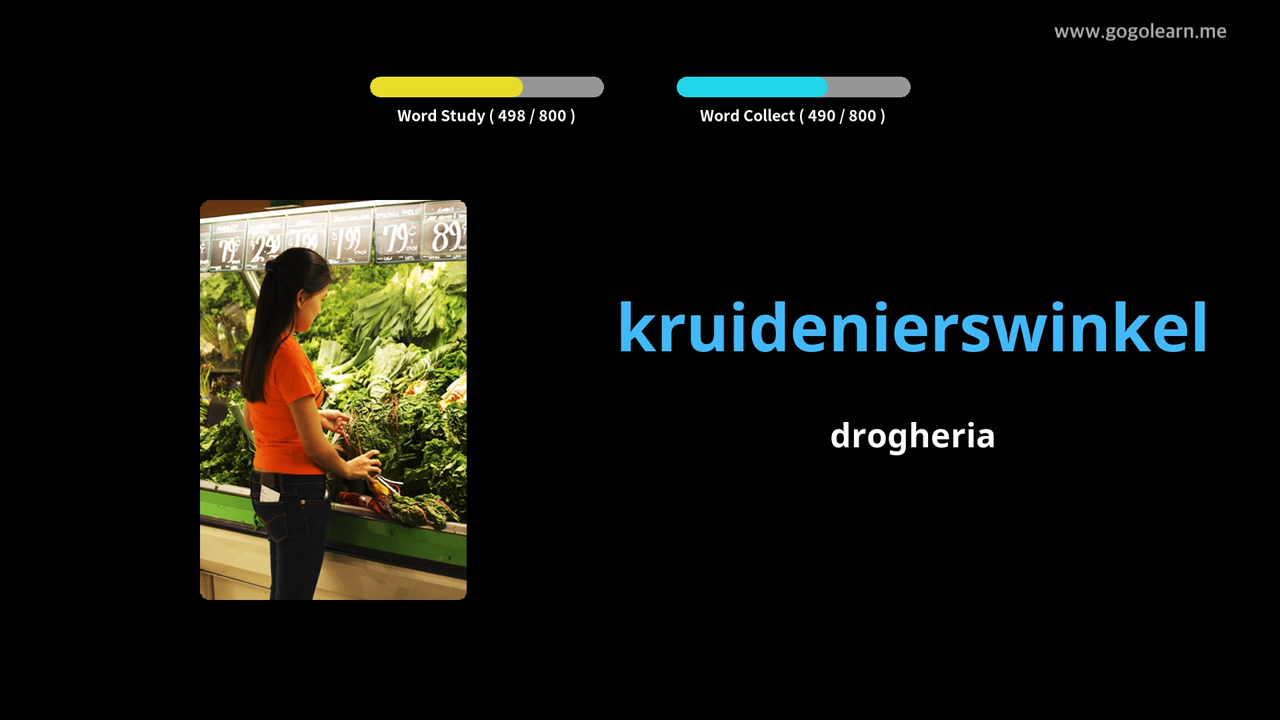 www.gogolearn.me
Word Study ( 498 / 800 )
Word Collect ( 490 / 800 )
kruidenierswinkel
drogheria